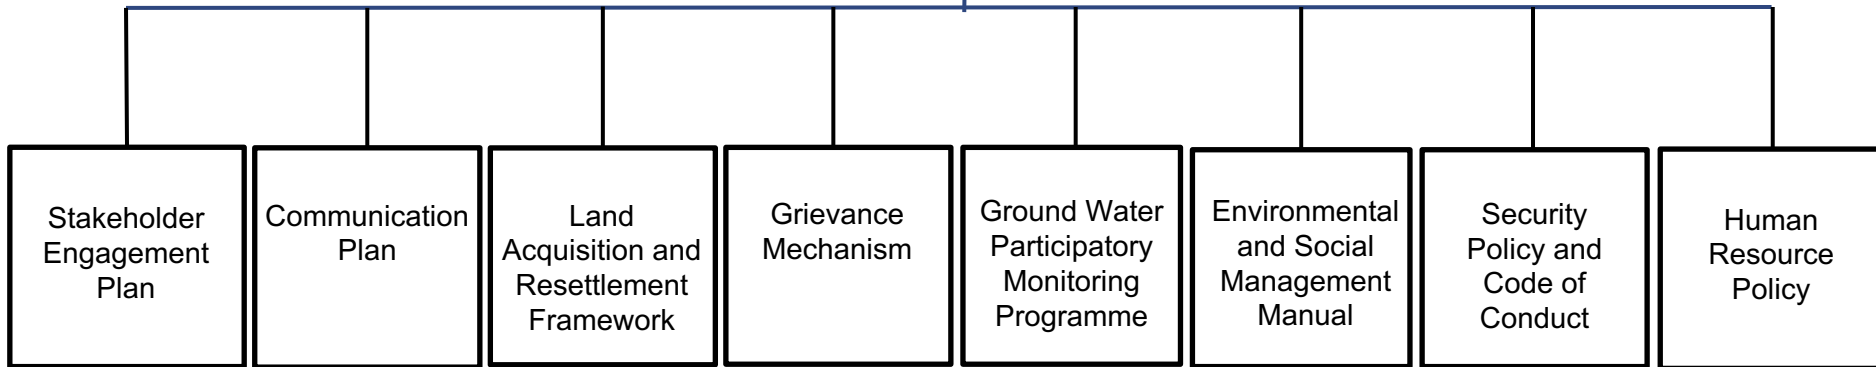 Stakeholder
Engagement
Plan
Communication
Plan
Land
Acquisition and
Resettlement
Framework
Grievance
Mechanism
Ground Water
Participatory
Monitoring
Programme
Environmental
and Social
Management
Manual
Security
Policy and
Code of
Conduct
Human
Resource
Policy